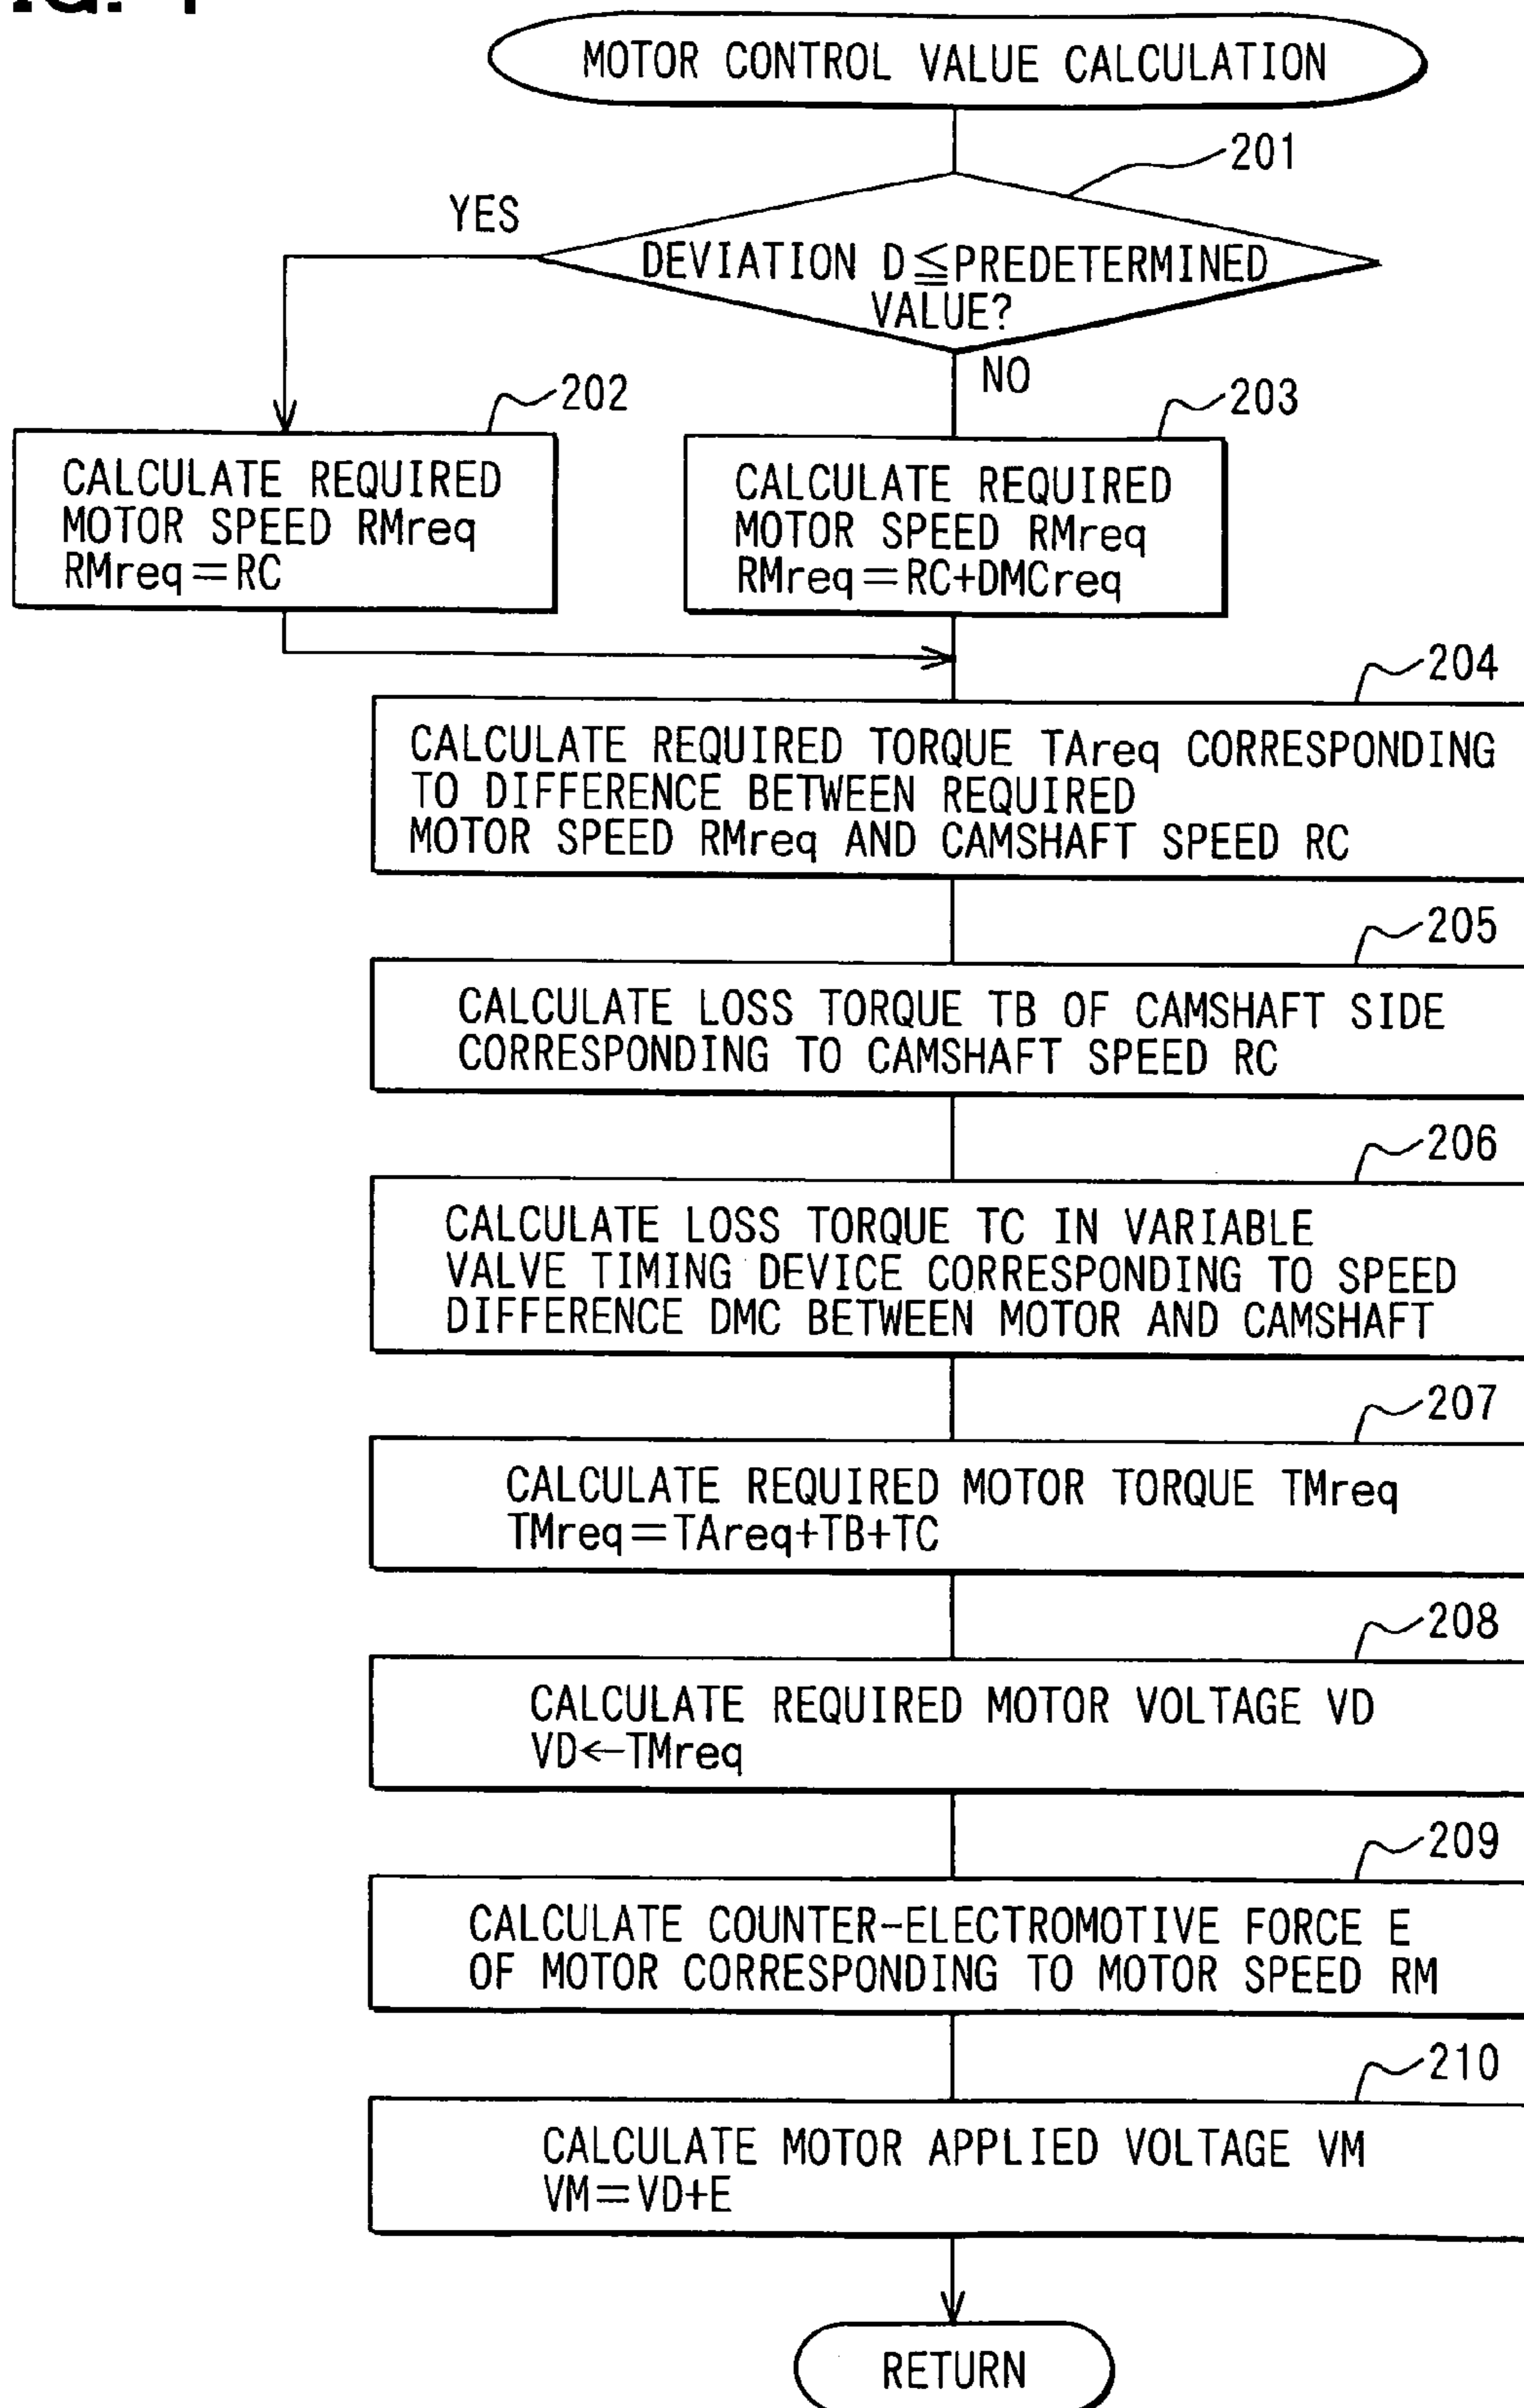 MOTOR CONTROL VALUE CALCULATION
201
YES
DEVIATION D≦PREDETERMINED
VALUE?
NO
202
203
CALCULATE REQUIRED
MOTOR SPEED RMreq
RMreq=RC
CALCULATE REQUIRED
MOTOR SPEED RMreq
RMreq=RC+DMCreq
204
CALCULATE REQUIRED TORQUE TAreq CORRESPONDING
TO DIFFERENCE BETWEEN REQUIRED
MOTOR SPEED RMreq AND CAMSHAFT SPEED RC
205
CALCULATE LOSS TORQUE TB OF CAMSHAFT SIDE
CORRESPONDING TO CAMSHAFT SPEED RC
206
CALCULATE LOSS TORQUE TC IN VARIABLE
VALVE TIMING DEVICE CORRESPONDING TO SPEED
DIFFERENCE DMC BETWEEN MOTOR AND CAMSHAFT
207
CALCULATE REQUIRED MOTOR TORQUE TMreq
TMreq=TAreq+TB+TC
208
CALCULATE REQUIRED MOTOR VOLTAGE VD
VD←TMreq
209
CALCULATE COUNTER-ELECTROMOTIVE FORCE E
OF MOTOR CORRESPONDING TO MOTOR SPEED RM
210
CALCULATE MOTOR APPLIED VOLTAGE VM
VM=VD+E
RETURN